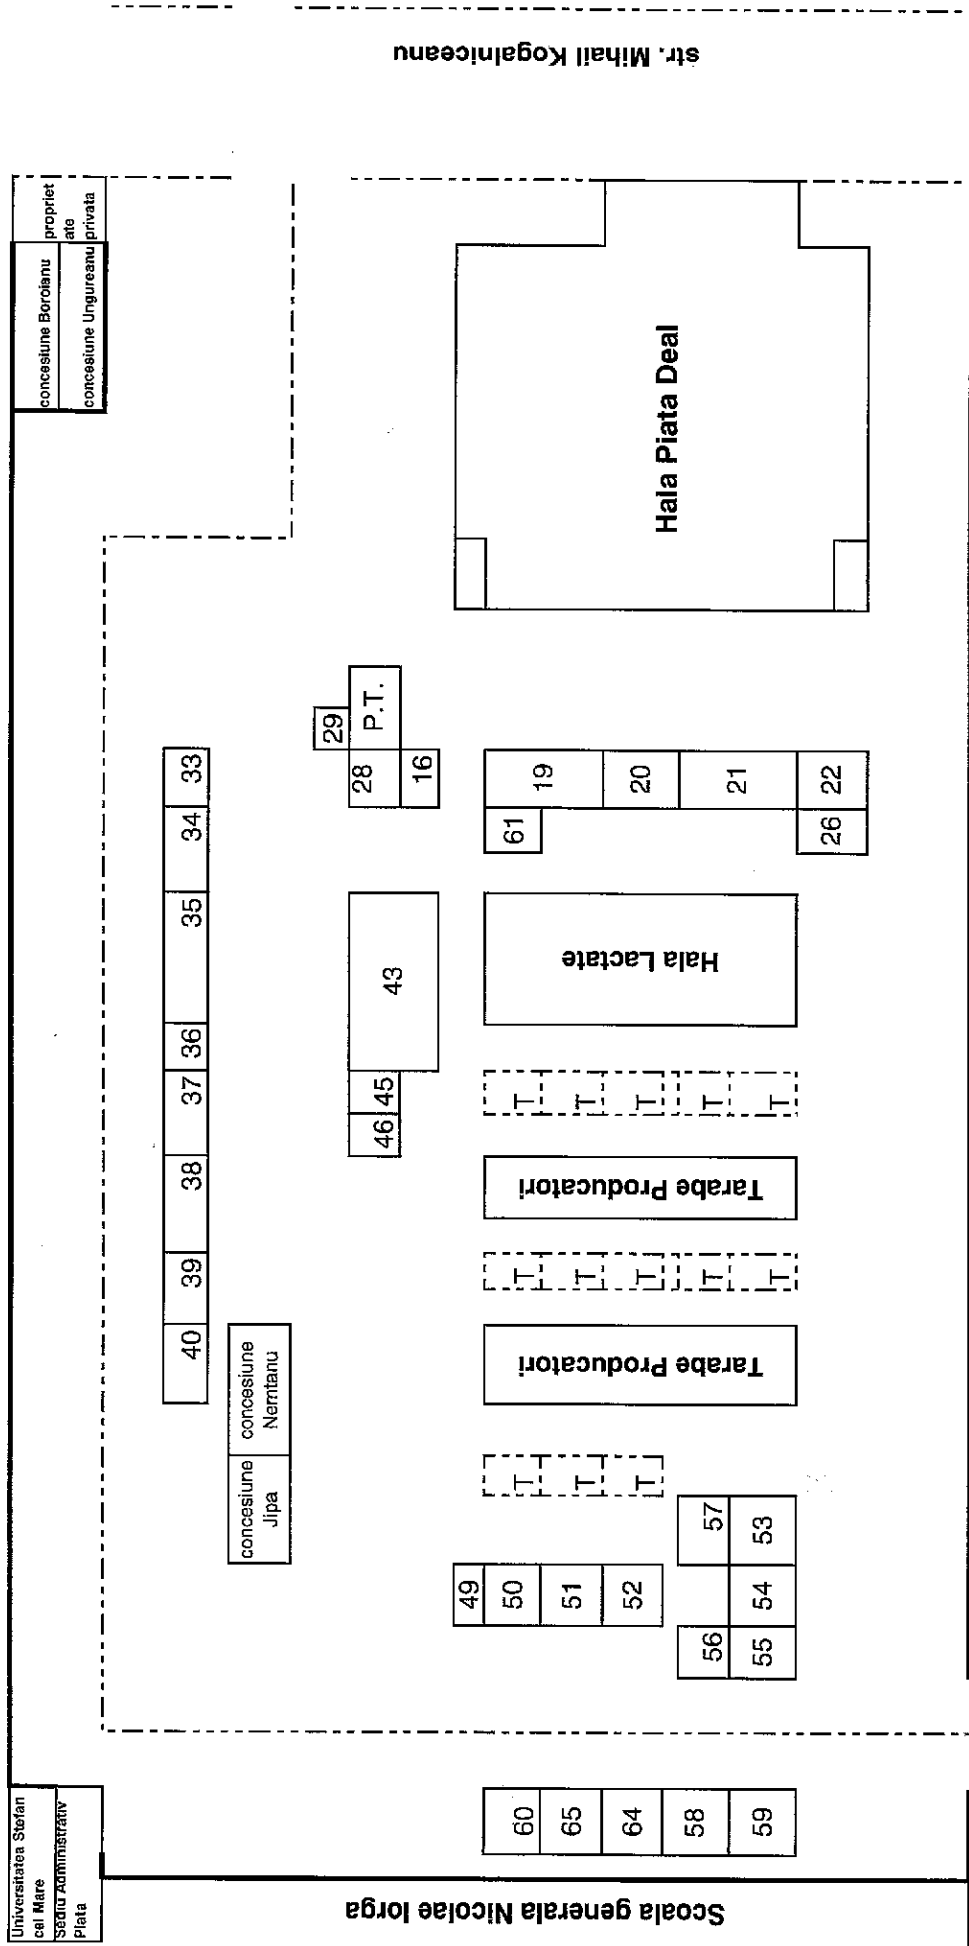 str. Mihail Kogalniceanu
concesiune Boroianu
concesiune Ungureanu
propriet
ate
privata
Hala Piata Deal
33
34
35
36
37
38
39
40
29
P.T.
28
16
43
45
46
concesiune
Nemtanu
concesiune
Jipa
19
20
21
22
61
26
Hala Lactate
T
T
T
T
T
Tarabe Producatori
T
T
T
T
T
Tarabe Producatori
T
T
T
49
50
51
52
57
53
54
56
55
60
65
64
58
59
Universitatea Stefan
cel Mare
Sediu Administrativ
Piata
Scoala generala Nicolae Iorga